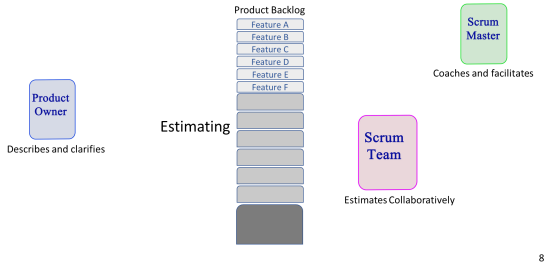 Product Backlog
Feature A
Feature B
Feature C
Feature D
Feature E
Feature F
Scrum
Master
Coaches and facilitates
Product
Owner
Describes and clarifies
Estimating
Scrum
Team
Estimates Collaboratively
8